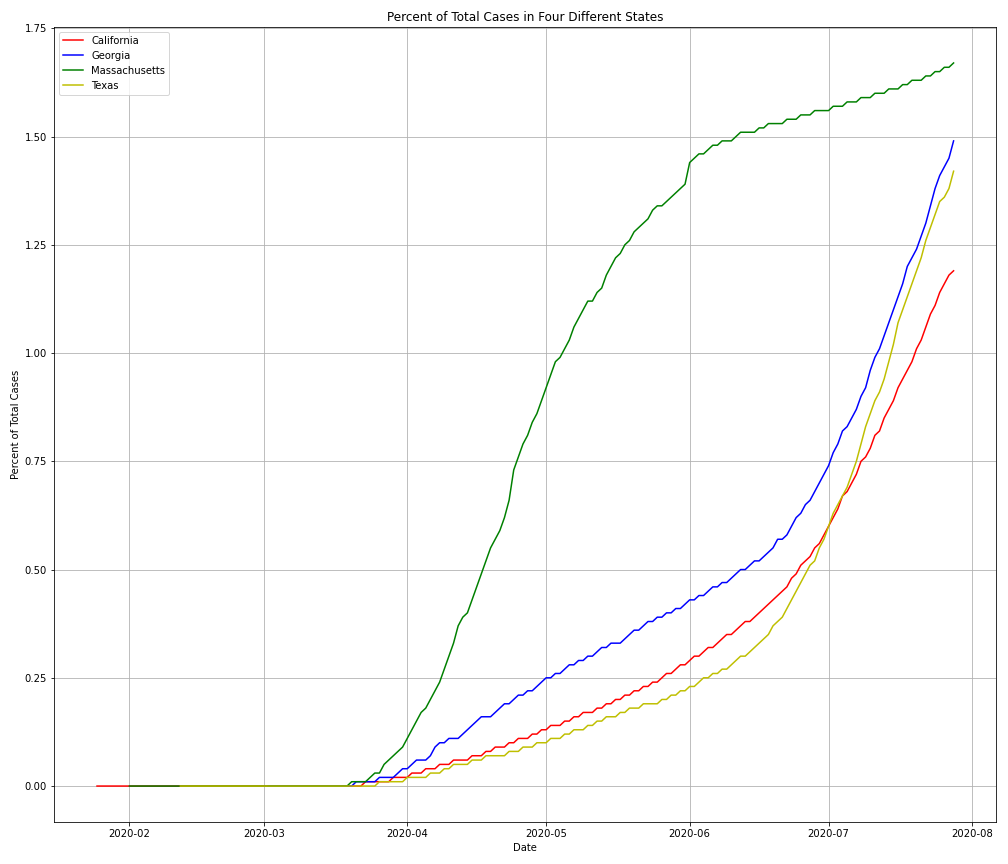 Percent of Total Cases in Four Different States
1.75
1.50
1.25
1.00
0.75
0.50
0.25
0.00
Percent of Total Cases
California
Georgia
Massachusetts
Texas
2020-02 2020-03 2020-04 2020-05 2020-06 2020-07 2020-08
Date